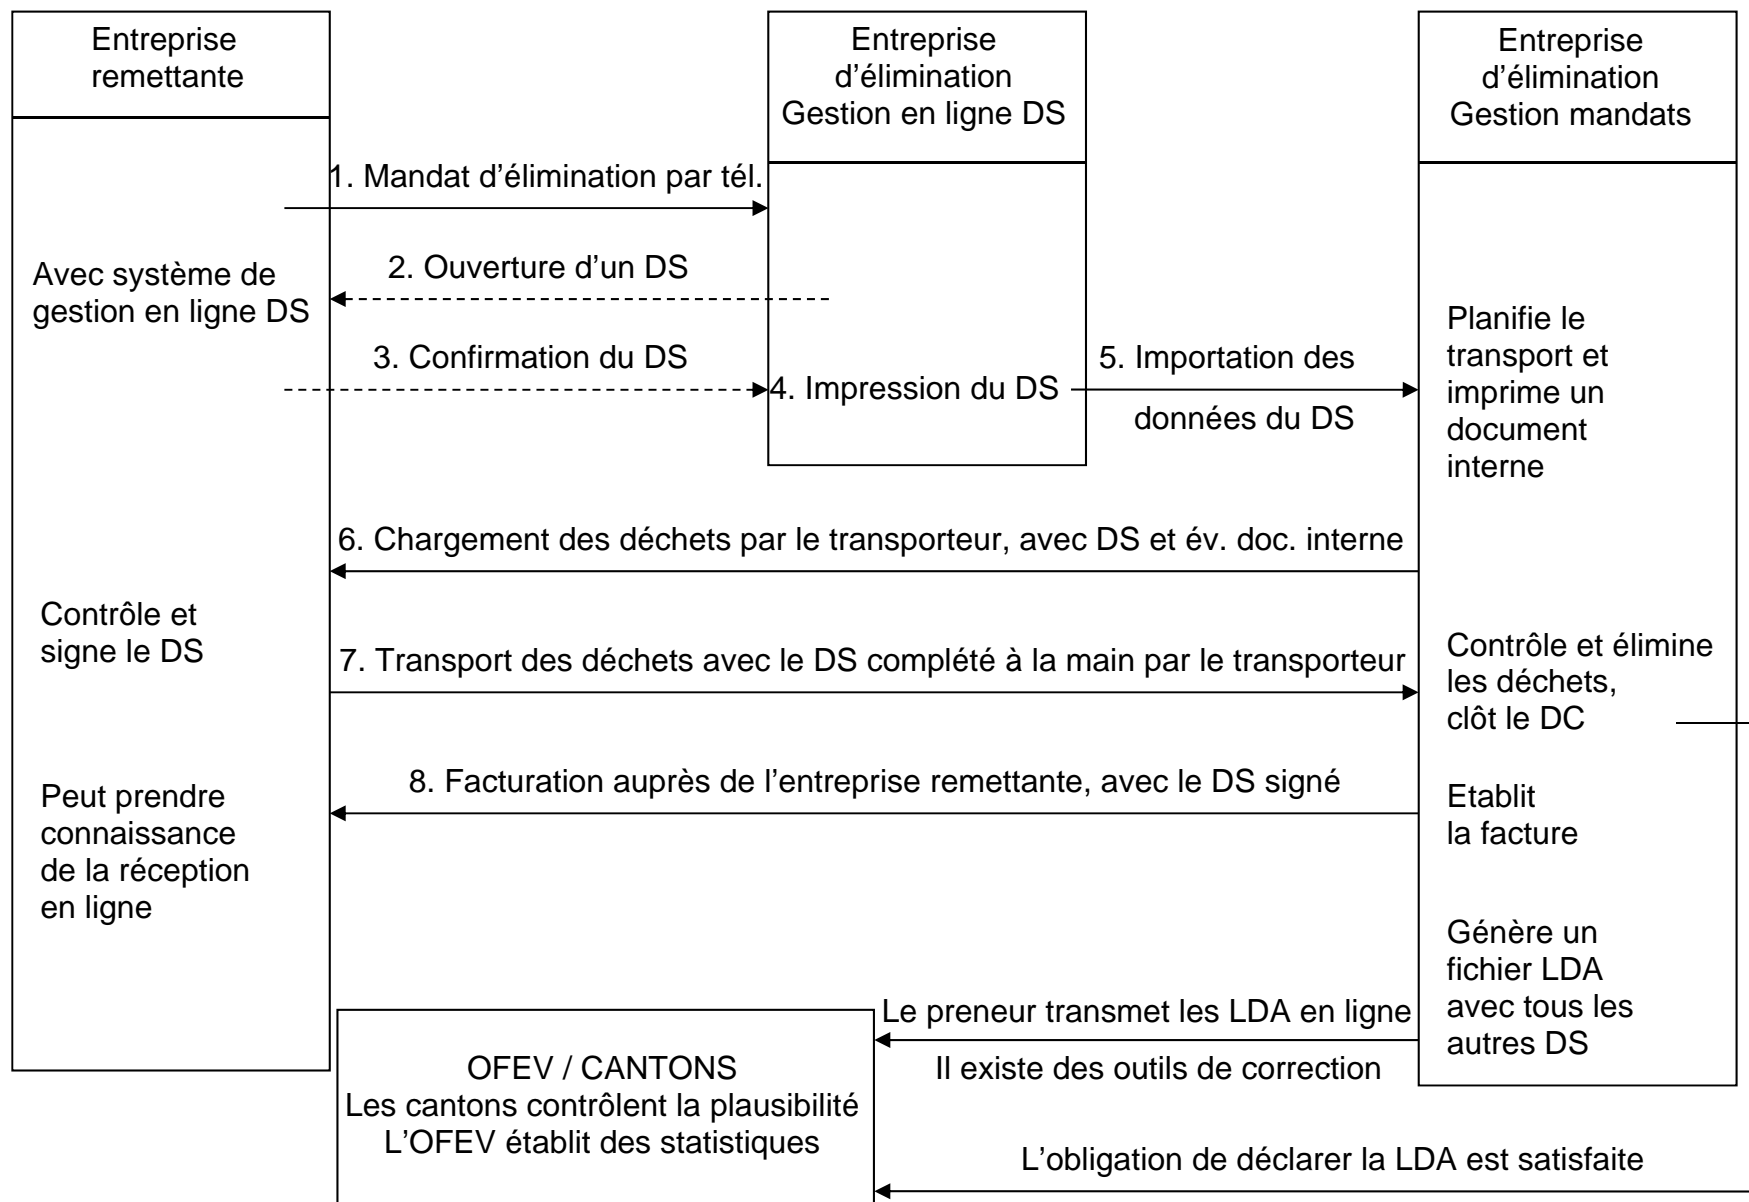 Entreprise
remettante
Entreprise
d'élimination
Gestion en ligne DS
Entreprise
d'élimination
Gestion mandats
1. Mandat d'élimination par tél.
Avec système de
gestion en ligne DS
2. Ouverture d'un DS
3. Confirmation du DS
4. Impression du DS
5. Importation des
données du DS
Planifie le
transport et
imprime un
document
interne
6. Chargement des déchets par le transporteur, avec DS et év. doc. interne
Contrôle et
signe le DS
7. Transport des déchets avec le DS complété à la main par le transporteur
Contrôle et élimine
les déchets,
clôt le DC
8. Facturation auprès de l'entreprise remettante, avec le DS signé
Peut prendre
connaissance
de la réception
en ligne
Etablit
la facture
Génère un
fichier LDA
avec tous les
autres DS
Le preneur transmet les LDA en ligne
Il existe des outils de correction
OFEV / CANTONS
Les cantons contrôlent la plausibilité
L'OFEV établit des statistiques
L'obligation de déclarer la LDA est satisfaite